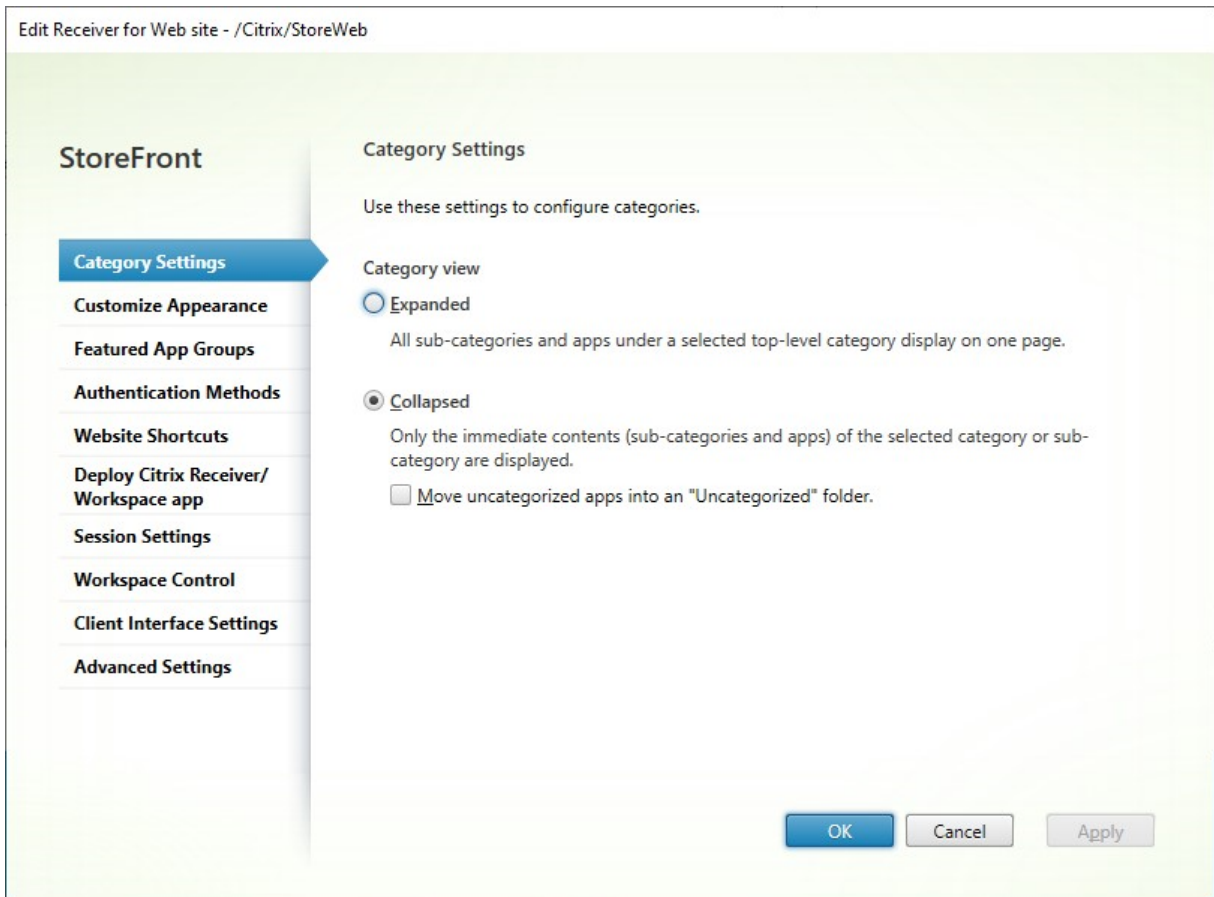 Edit Receiver for Web site - /Citrix/StoreWeb
StoreFront
Category Settings
Customize Appearance
Featured App Groups
Authentication Methods
Website Shortcuts
Deploy Citrix Receiver/
Workspace app
Session Settings
Workspace Control
Client Interface Settings
Advanced Settings
Category Settings
Use these settings to configure categories.
Category view
Expanded
All sub-categories and apps under a selected top-level category display on one page.
Collapsed
Only the immediate contents (sub-categories and apps) of the selected category or sub-
category are displayed.
Move uncategorized apps into an "Uncategorized" folder.
OK
Cancel
Apply